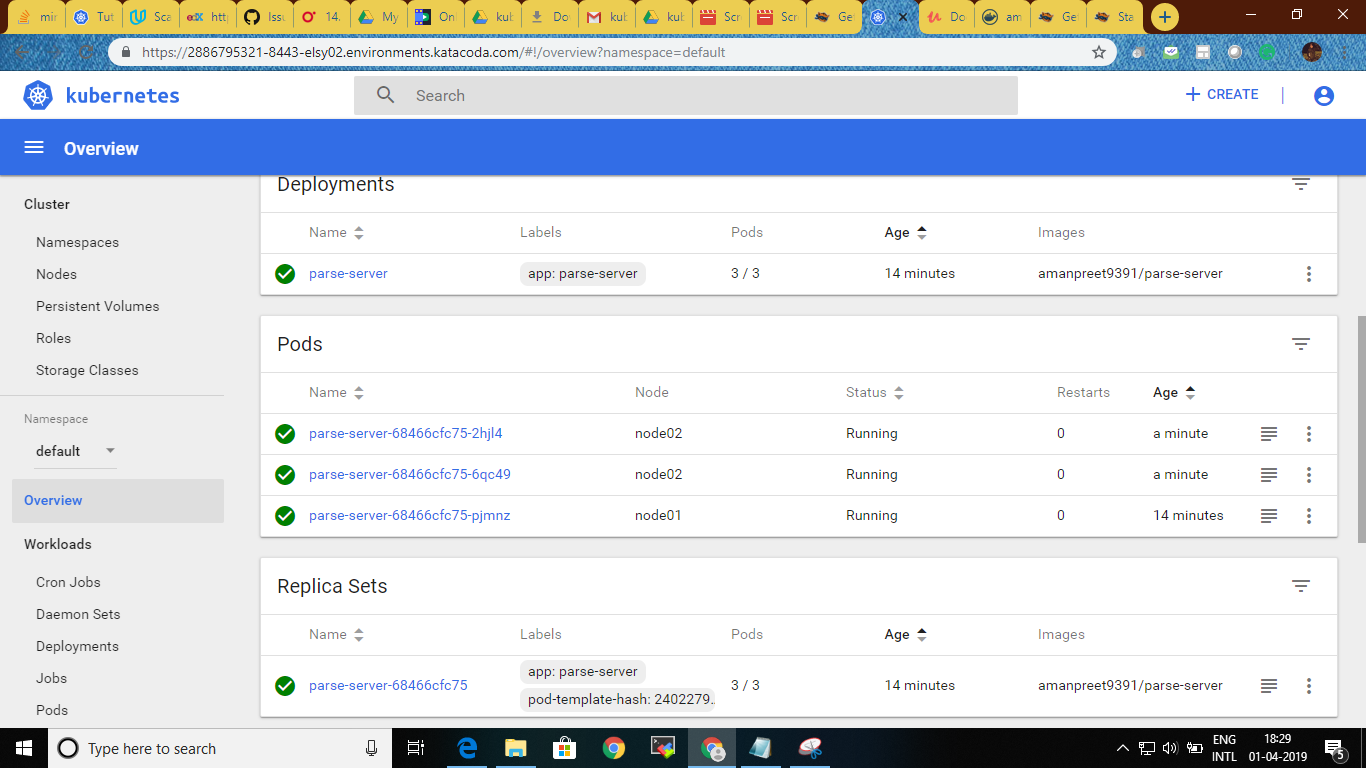 mir Tut Sca http Issu 14. My Onl kub Do kub kub Scr Scr Ge Do am Ge Sta
https://2886795321-8443-elsy02.environments.katacoda.com/#!/overview?namespace=default
kubernetes Search CREATE
Overview
Cluster
Namespaces
Nodes
Persistent Volumes
Roles
Storage Classes
Namespace
default
Overview
Workloads
Cron Jobs
Daemon Sets
Deployments
Jobs
Pods
Deployments
Name Labels Pods Age Images
parse-server app: parse-server 3 / 3 14 minutes amanpreet9391/parse-server
Pods
Name Node Status Restarts Age
parse-server-68466cfc75-2hjl4 node02 Running 0 a minute
parse-server-68466cfc75-6qc49 node02 Running 0 a minute
parse-server-68466cfc75-pjmnz node01 Running 0 14 minutes
Replica Sets
Name Labels Pods Age Images
parse-server-68466cfc75 app: parse-server 3 / 3 14 minutes amanpreet9391/parse-server
pod-template-hash: 2402279..
Type here to search
ENG 18:29
INTL 01-04-2019 5